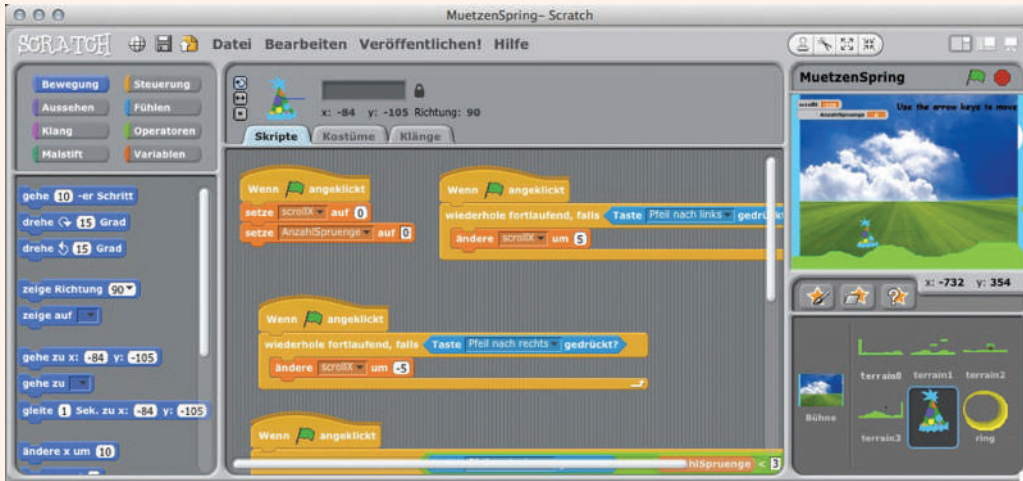 MuetzenSpring- Scratch
SCRATCH Datei Bearbeiten Veröffentlichen! Hilfe
Bewegung Steuerung
Aussehen Fühlen
Klang Operatoren
Malstift Variablen
gehe 10 -er Schritt
drehe 15 Grad
drehe 15 Grad
zeige Richtung 90
zeige auf
gehe zu x: -84 y: -105
gehe zu
gleite 1 Sek. zu x: -84 y: -105
ändere x um 10
x: -84 y: -105 Richtung: 90
Skripte Kostüme Klänge
Wenn angeklickt
setze scrollX auf 0
setze AnzahlSpruenge auf 0
Wenn angeklickt
wiederhole fortlaufend, falls Taste Pfeil nach links
ändere scrollX um 5
Wenn angeklickt
wiederhole fortlaufend, falls Taste Pfeil nach rechts gedrückt?
ändere scrollX um -5
Wenn angeklickt
hlSpruenge < 3
MuetzenSpring
scrollX
AnzahlSpruenge
Use the arrow keys to move
x: -732 y: 354
Bühne
terrain0 terrain1 terrain2
terrain3 ring